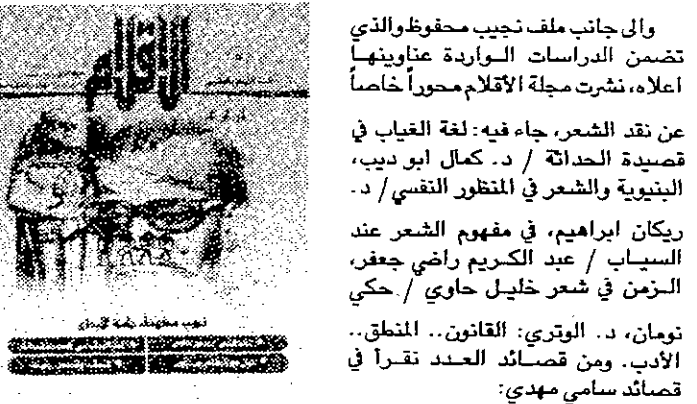 الأقلام
والى جانب ملف نجيب محفوظ والذي
تضمن الدراسات الواردة عناوينها
اعلاه، نشرت مجلة الأقلام محوراً خاصاً
عن نقد الشعر، جاء فيه: لغة الغياب في
قصيدة الحداثة / د. كمال ابو ديب،
البنيوية والشعر في المنظور النفسي/ د.
ريكان ابراهيم، في مفهوم الشعر عند
السياب / عبد الكريم راضي جعفر،
الزمن في شعر خليل حاوي / حكي
نومان، د. الوتري: القانون.. المنطق..
الأدب. ومن قصائد العدد نقرأ في
قصائد سامي مهدي: